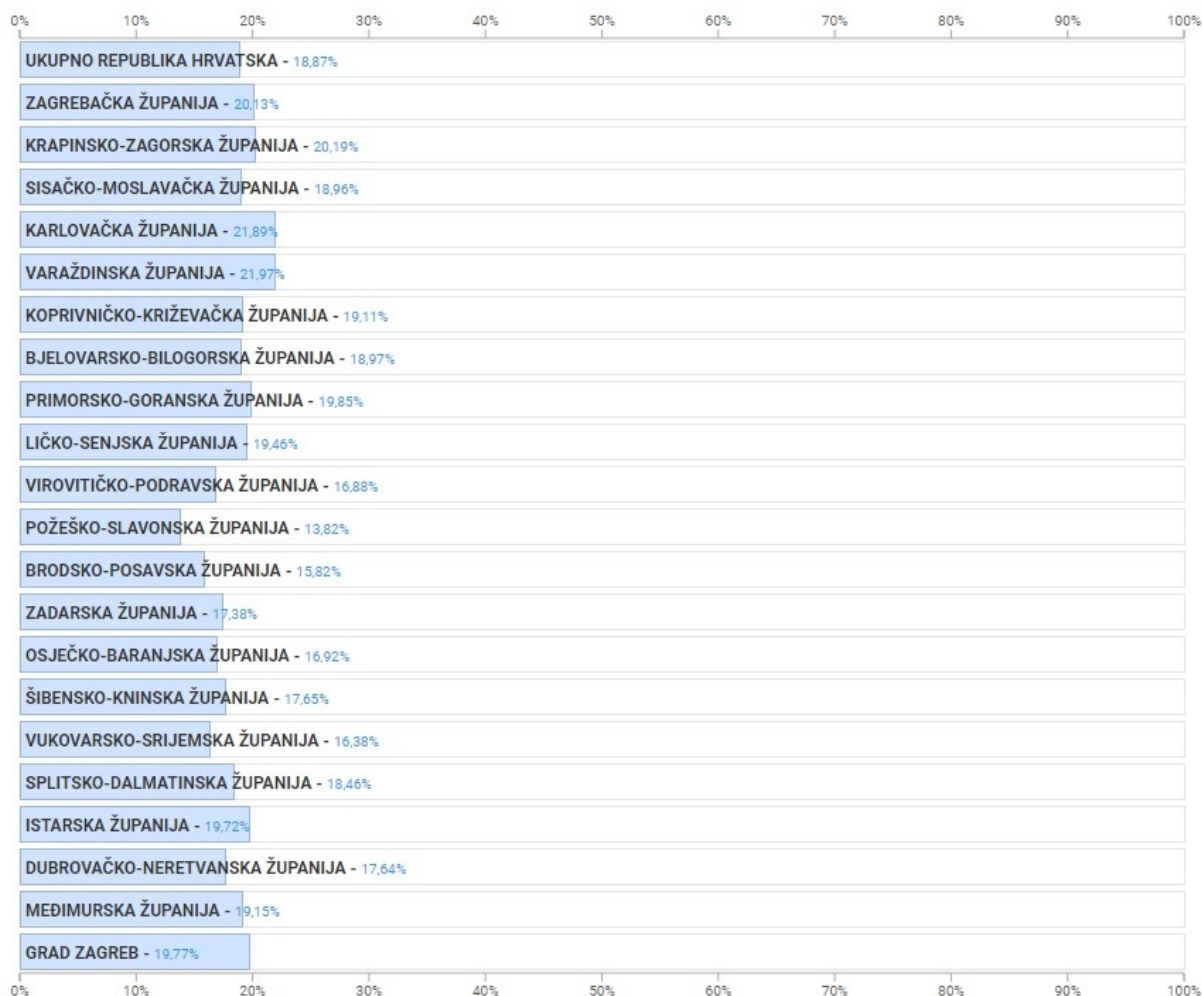 0% 10% 20% 30% 40% 50% 60% 70% 80% 90% 100%
UKUPNO REPUBLIKA HRVATSKA - 18,87%
ZAGREBAČKA ŽUPANIJA - 20,13%
KRAPINSKO-ZAGORSKA ŽUPANIJA - 20,19%
SISAČKO-MOSLAVAČKA ŽUPANIJA - 18,96%
KARLOVAČKA ŽUPANIJA - 21,89%
VARAŽDINSKA ŽUPANIJA - 21,97%
KOPRIVNIČKO-KRIŽEVAČKA ŽUPANIJA - 19,11%
BJELOVARSKO-BILOGORSKA ŽUPANIJA - 18,97%
PRIMORSKO-GORANSKA ŽUPANIJA - 19,85%
LIČKO-SENJSKA ŽUPANIJA - 19,46%
VIROVITIČKO-PODRAVSKA ŽUPANIJA - 16,88%
POŽEŠKO-SLAVONSKA ŽUPANIJA - 13,82%
BRODSKO-POSAVSKA ŽUPANIJA - 15,82%
ZADARSKA ŽUPANIJA - 17,38%
OSJEČKO-BARANJSKA ŽUPANIJA - 16,92%
ŠIBENSKO-KNINSKA ŽUPANIJA - 17,65%
VUKOVARSKO-SRIJEMSKA ŽUPANIJA - 16,38%
SPLITSKO-DALMATINSKA ŽUPANIJA - 18,46%
ISTARSKA ŽUPANIJA - 19,72%
DUBROVAČKO-NERETVANSKA ŽUPANIJA - 17,64%
MEĐIMURSKA ŽUPANIJA - 19,15%
GRAD ZAGREB - 19,77%
0% 10% 20% 30% 40% 50% 60% 70% 80% 90% 100%